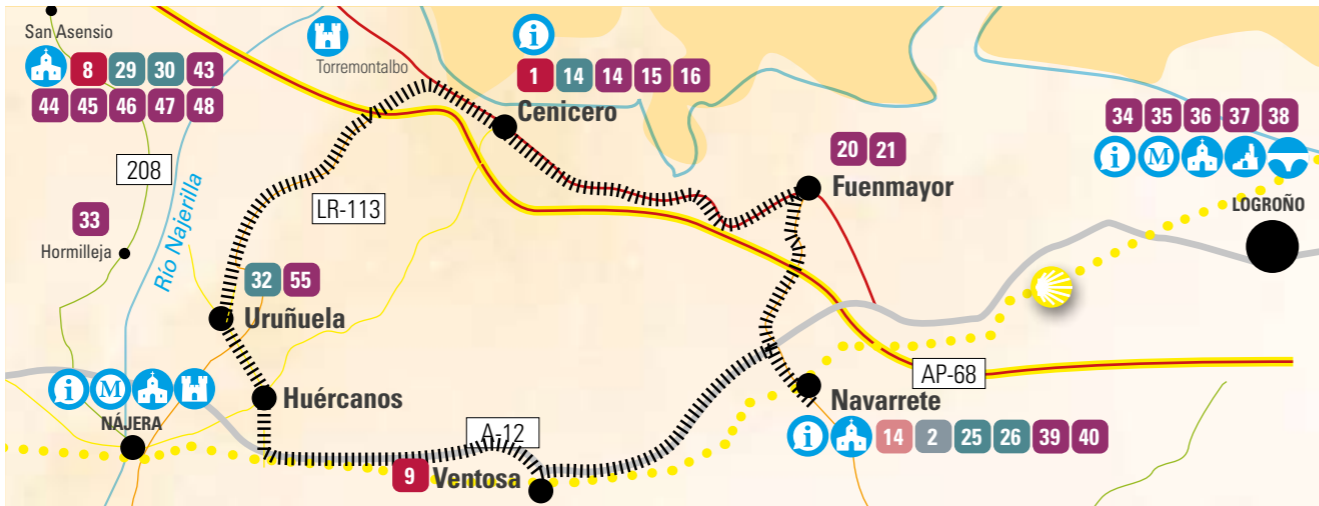 San Asensio
8 29 30 43
44 45 46 47 48
208
33
Hormilleja
Río Najerilla
Torremontalbo
i
1 14 14 15 16
Cenicero
LR-113
20 21
Fuenmayor
34 35 36 37 38
i M
LOGROÑO
32 55
Uruñuela
i M
NÁJERA
Huércanos
A-12
9 Ventosa
AP-68
Navarrete
i 14 2 25 26 39 40